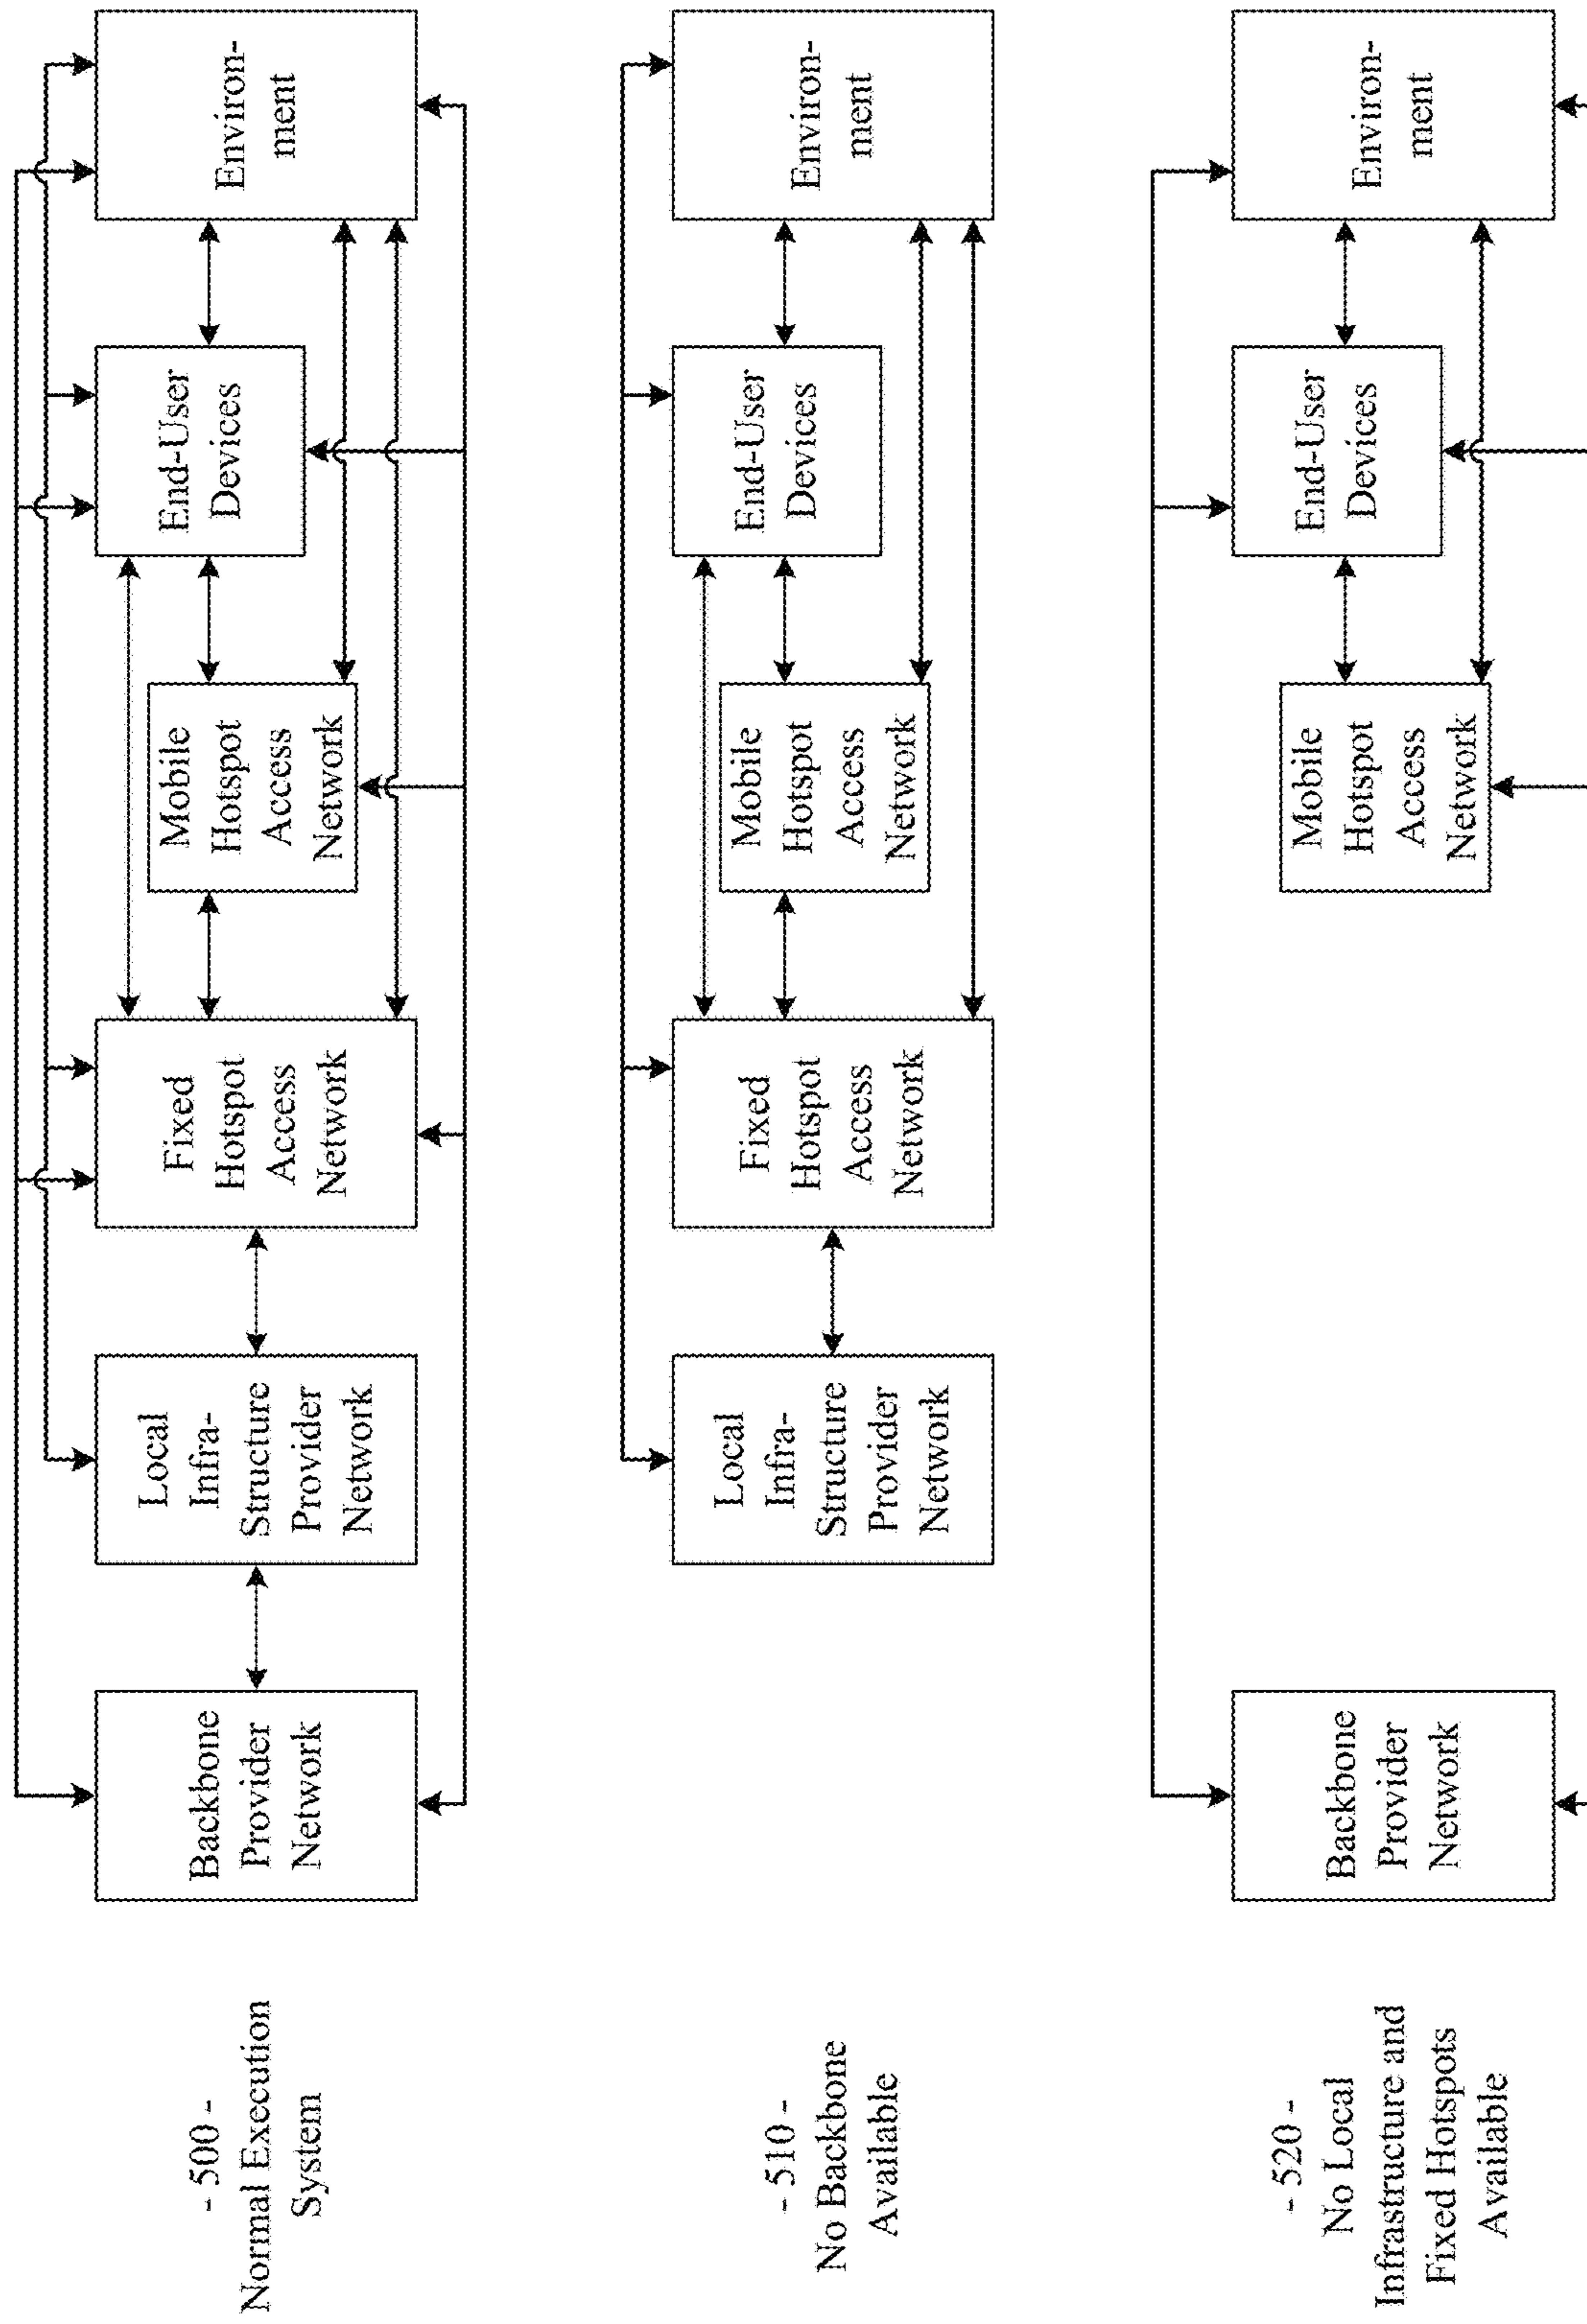 - 500 -
Normal Execution
System
Backbone
Provider
Network
Local
Infra-
Structure
Provider
Network
Fixed
Hotspot
Access
Network
Mobile
Hotspot
Access
Network
End-User
Devices
Environ-
ment
- 510 -
No Backbone
Available
Local
Infra-
Structure
Provider
Network
Fixed
Hotspot
Access
Network
Mobile
Hotspot
Access
Network
End-User
Devices
Environ-
ment
- 520 -
No Local
Infrastructure and
Fixed Hotspots
Available
Backbone
Provider
Network
Mobile
Hotspot
Access
Network
End-User
Devices
Environ-
ment